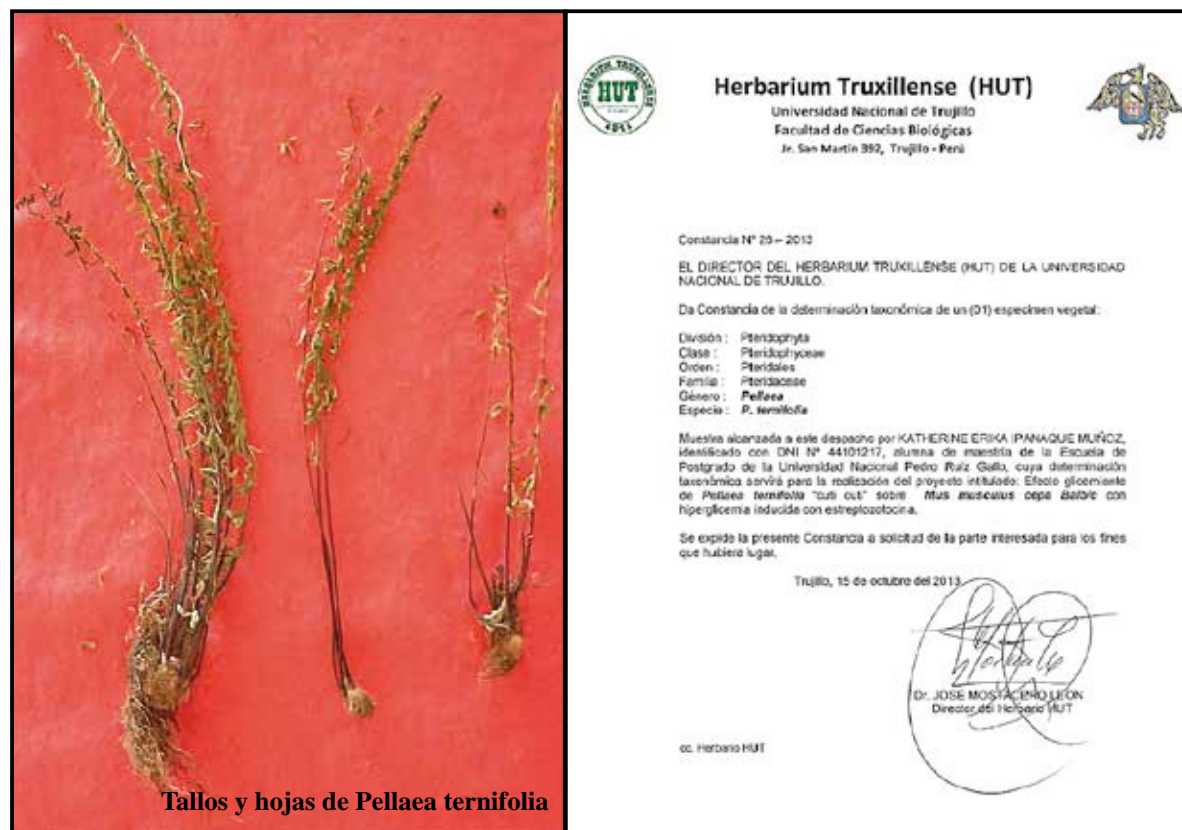 Tallos y hojas de Pellaea ternifolia
HERBARIUM TRUXILLENSE
HUT
1941
Herbarium Truxillense (HUT)
Universidad Nacional de Trujillo
Facultad de Ciencias Biológicas
Jr. San Martin 392, Trujillo - Perú
Constancia N° 26 – 2013
EL DIRECTOR DEL HERBARIUM TRUXILLENSE (HUT) DE LA UNIVERSIDAD
NACIONAL DE TRUJILLO.
Da Constancia de la determinación taxonómica de un (01) especimen vegetal:
División : Pteridophyta
Clase : Pteridophyceae
Orden : Pteridales
Familia : Pteridaceae
Género : Pellaea
Especie : P. ternifolia
Muestra alcanzada a este despacho por KATHERINE ERIKA IPANAQUE MUÑOZ,
identificado con DNI N° 44101217, alumna de maestría de la Escuela de
Postgrado de la Universidad Nacional Pedro Ruiz Gallo, cuya determinación
taxonómica servirá para la realización del proyecto intitulado: Efecto glicemiante
de Pellaea ternifolia "cuti cuti" sobre Mus musculus cepa Balb/c con
hiperglicemia inducida con estreptozotocina.
Se expide la presente Constancia a solicitud de la parte interesada para los fines
que hubiera lugar.
Trujillo, 15 de octubre del 2013
Dr. JOSE MOSTACERO LEON
Director del Herbario HUT
cc. Herbario HUT